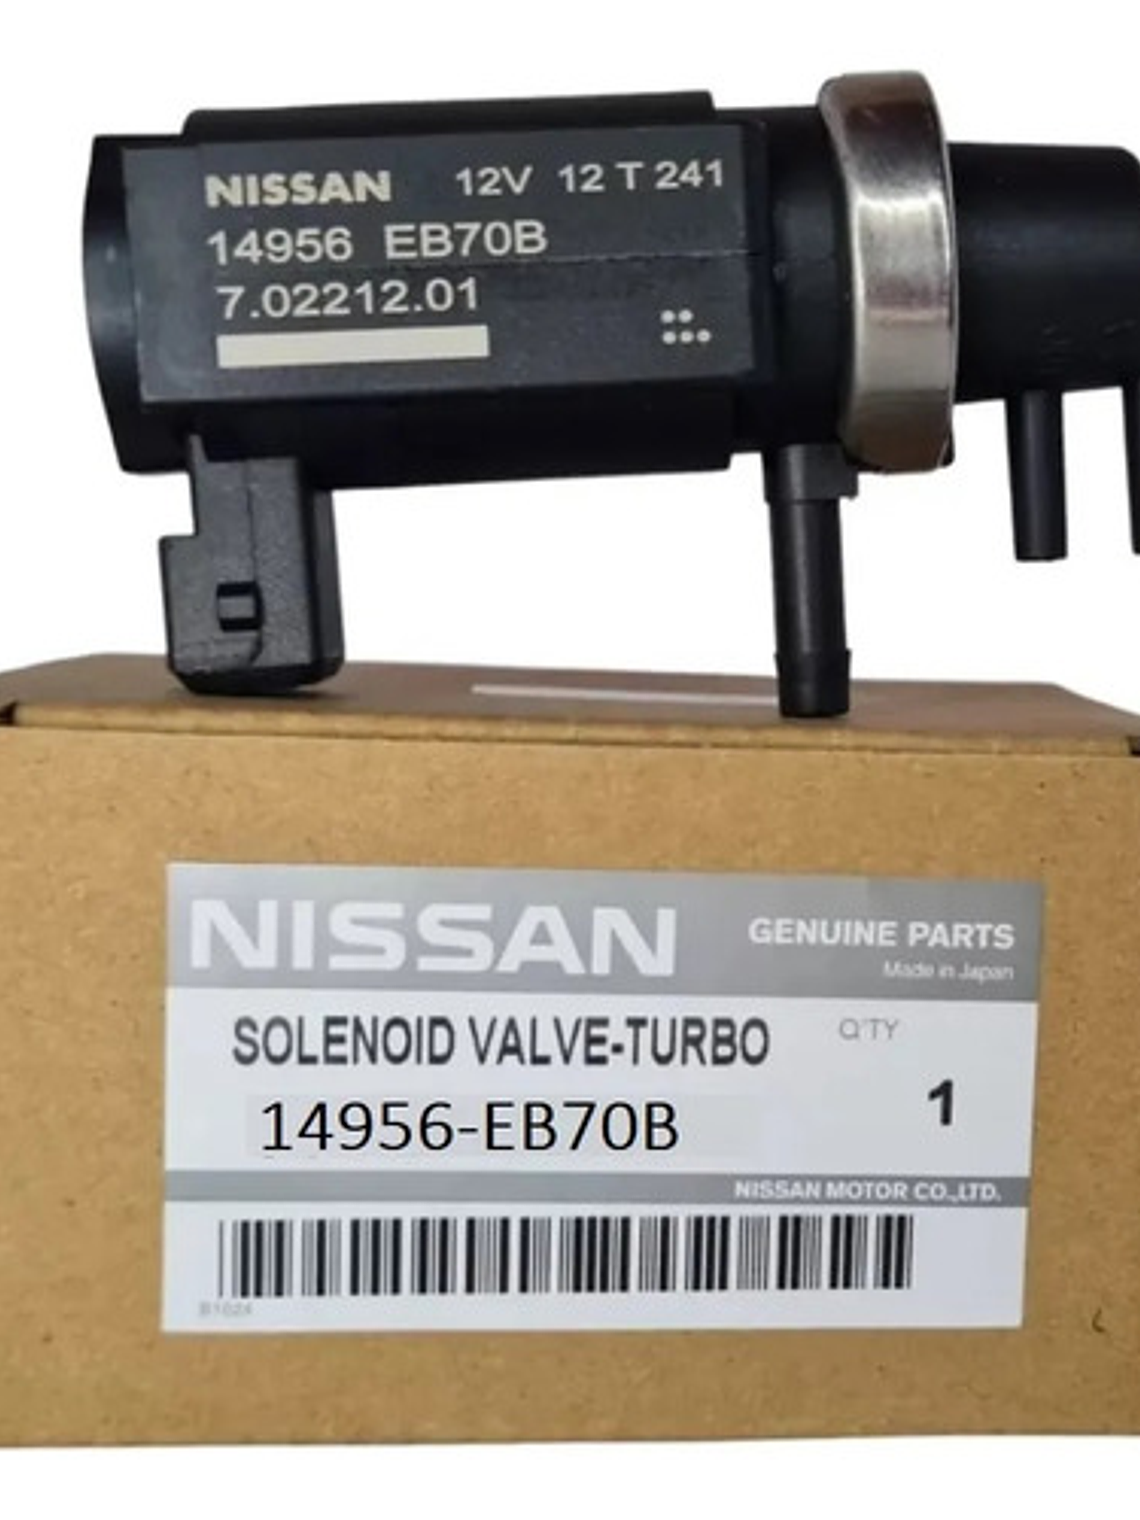 NISSAN 12V 12 T 241
14956 EB70B
7.02212.01
NISSAN GENUINE PARTS
Made in Japan
SOLENOID VALVE-TURBO Q'TY
14956-EB70B 1
NISSAN MOTOR CO.,LTD.